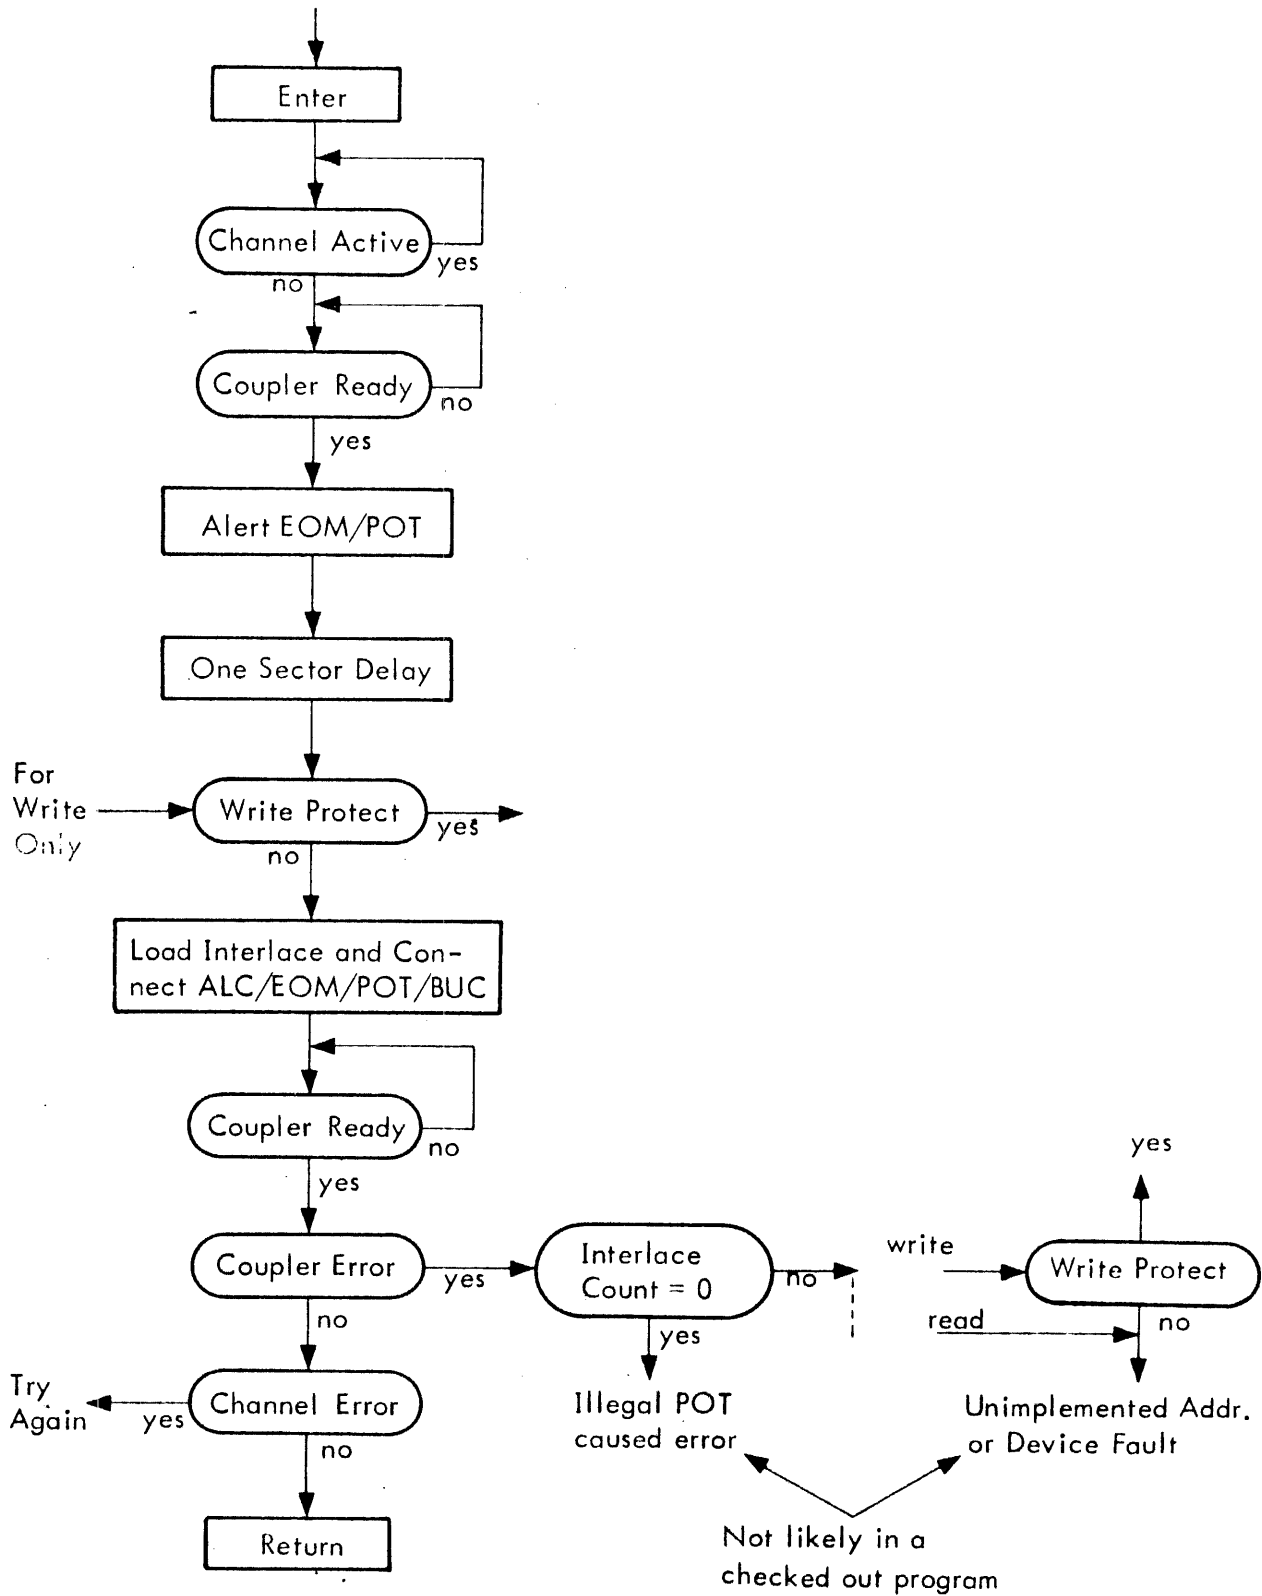 Enter
Channel Active
yes
no
Coupler Ready
no
yes
Alert EOM/POT
One Sector Delay
For
Write
Only
Write Protect
yes
no
Load Interlace and Con-
nect ALC/EOM/POT/BUC
Coupler Ready
no
yes
Coupler Error
yes
no
Interlace
Count = 0
no
yes
Illegal POT
caused error
write
read
yes
Write Protect
no
Unimplemented Addr.
or Device Fault
Try
Again
yes
Channel Error
no
Return
Not likely in a
checked out program